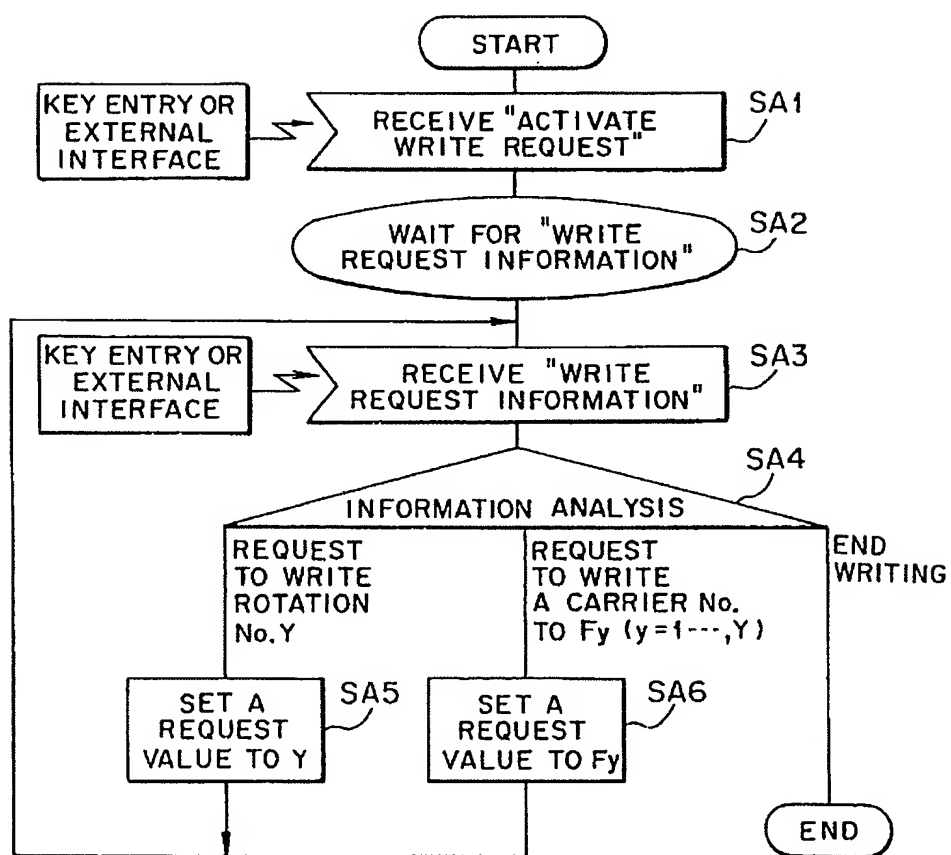 START
KEY ENTRY OR
EXTERNAL
INTERFACE
RECEIVE "ACTIVATE
WRITE REQUEST"
SA1
WAIT FOR "WRITE
REQUEST INFORMATION"
SA2
KEY ENTRY OR
EXTERNAL
INTERFACE
RECEIVE "WRITE
REQUEST INFORMATION"
SA3
SA4
INFORMATION ANALYSIS
REQUEST
TO WRITE
ROTATION
No. Y
REQUEST
TO WRITE
A CARRIER No.
TO Fy (y=1---,Y)
END
WRITING
SET A
REQUEST
VALUE TO Y
SA5
SET A
REQUEST
VALUE TO Fy
SA6
END